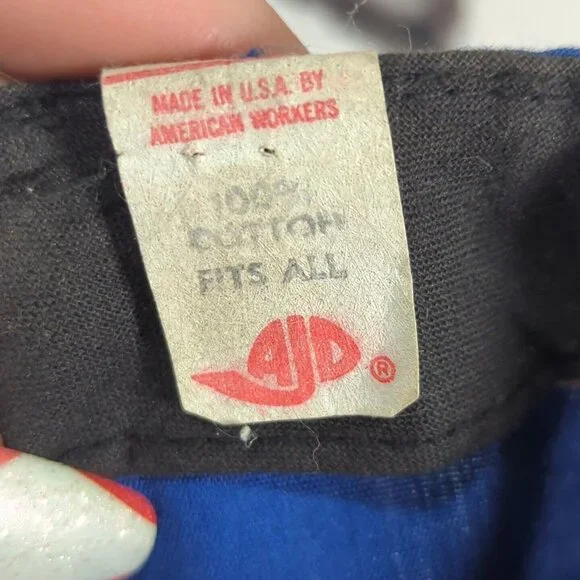 MADE IN U.S.A. BY
AMERICAN WORKERS
100%
COTTON
FITS ALL
AJD
®